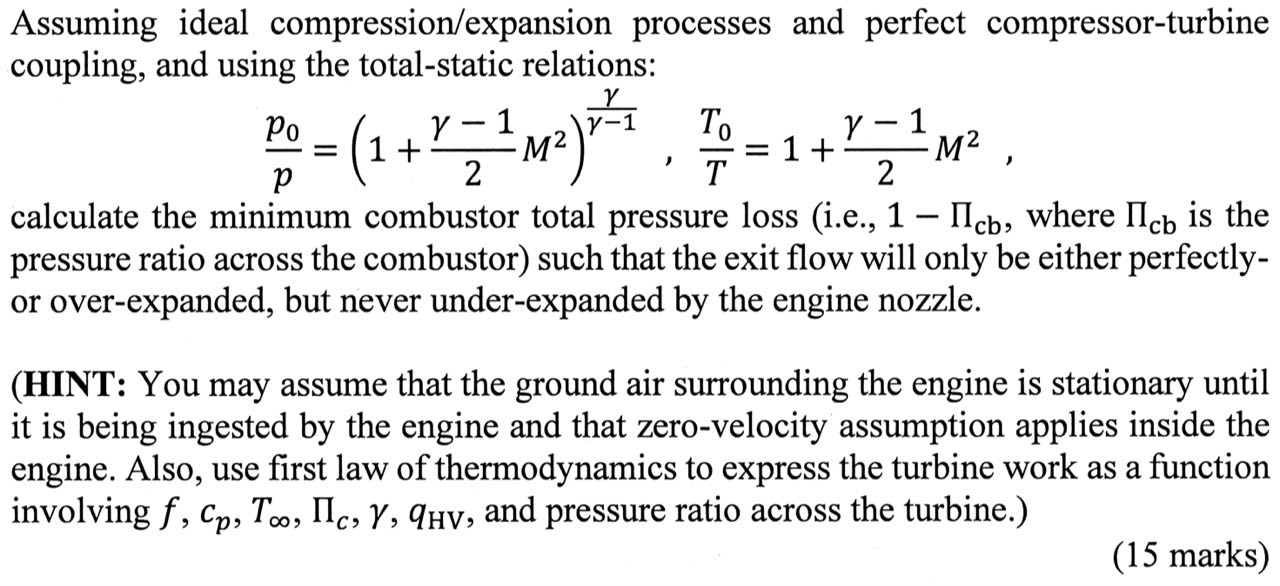 Assuming ideal compression/expansion processes and perfect compressor-turbine
coupling, and using the total-static relations:
p₀/p = (1 + (γ − 1)/2 M²)^(γ/(γ−1)) , T₀/T = 1 + (γ − 1)/2 M² ,
calculate the minimum combustor total pressure loss (i.e., 1 − Π_cb, where Π_cb is the
pressure ratio across the combustor) such that the exit flow will only be either perfectly-
or over-expanded, but never under-expanded by the engine nozzle.
(HINT: You may assume that the ground air surrounding the engine is stationary until
it is being ingested by the engine and that zero-velocity assumption applies inside the
engine. Also, use first law of thermodynamics to express the turbine work as a function
involving f, c_p, T_∞, Π_c, γ, q_HV, and pressure ratio across the turbine.)
(15 marks)